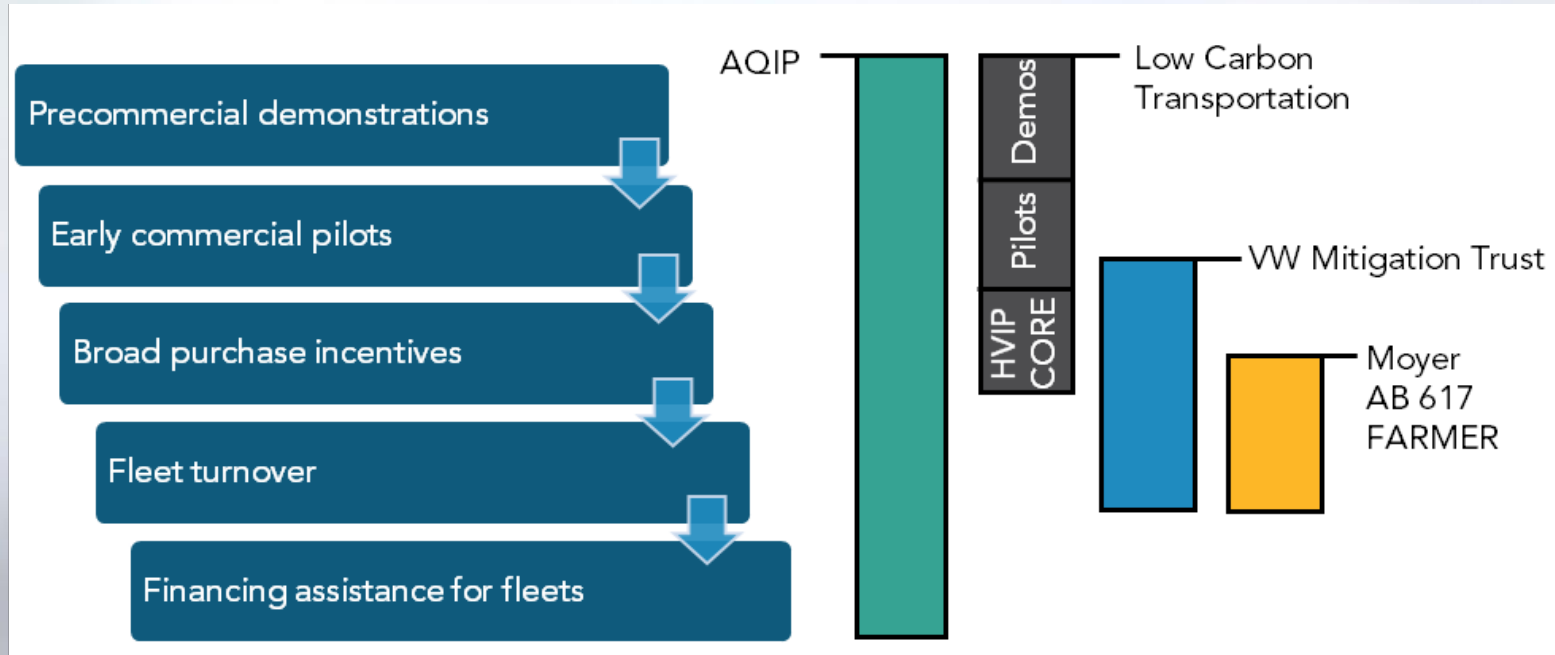 Precommercial demonstrations
Early commercial pilots
Broad purchase incentives
Fleet turnover
Financing assistance for fleets
AQIP
Demos
Pilots
HVIP
CORE
Low Carbon
Transportation
VW Mitigation Trust
Moyer
AB 617
FARMER